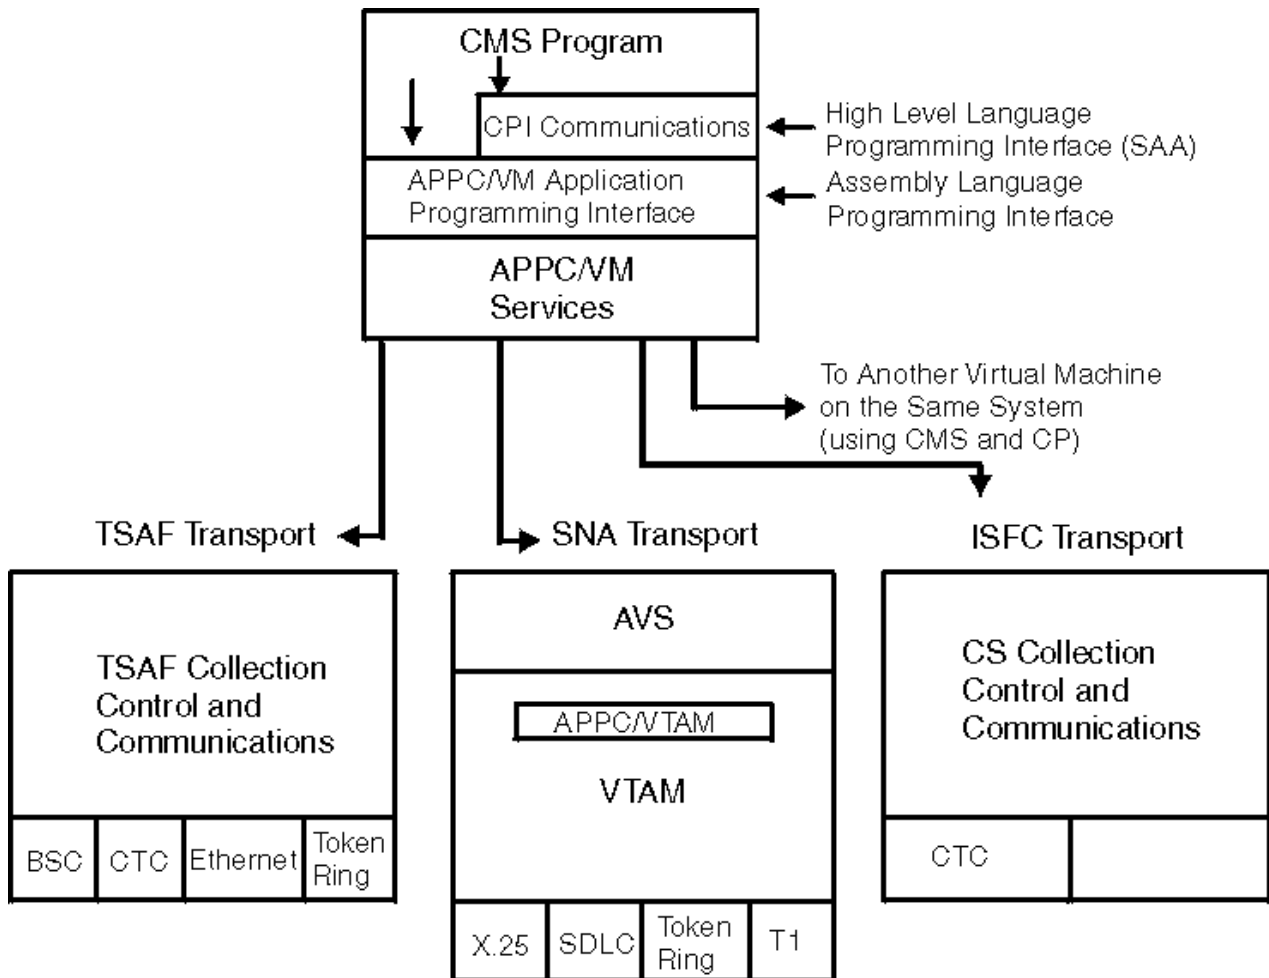 CMS Program
CPI Communications
High Level Language
Programming Interface (SAA)
APPC/VM Application
Programming Interface
Assembly Language
Programming Interface
APPC/VM
Services
To Another Virtual Machine
on the Same System
(using CMS and CP)
TSAF Transport
SNA Transport
ISFC Transport
TSAF Collection
Control and
Communications
BSC
CTC
Ethernet
Token
Ring
AVS
APPC/VTAM
VTAM
X.25
SDLC
Token
Ring
T1
CS Collection
Control and
Communications
CTC